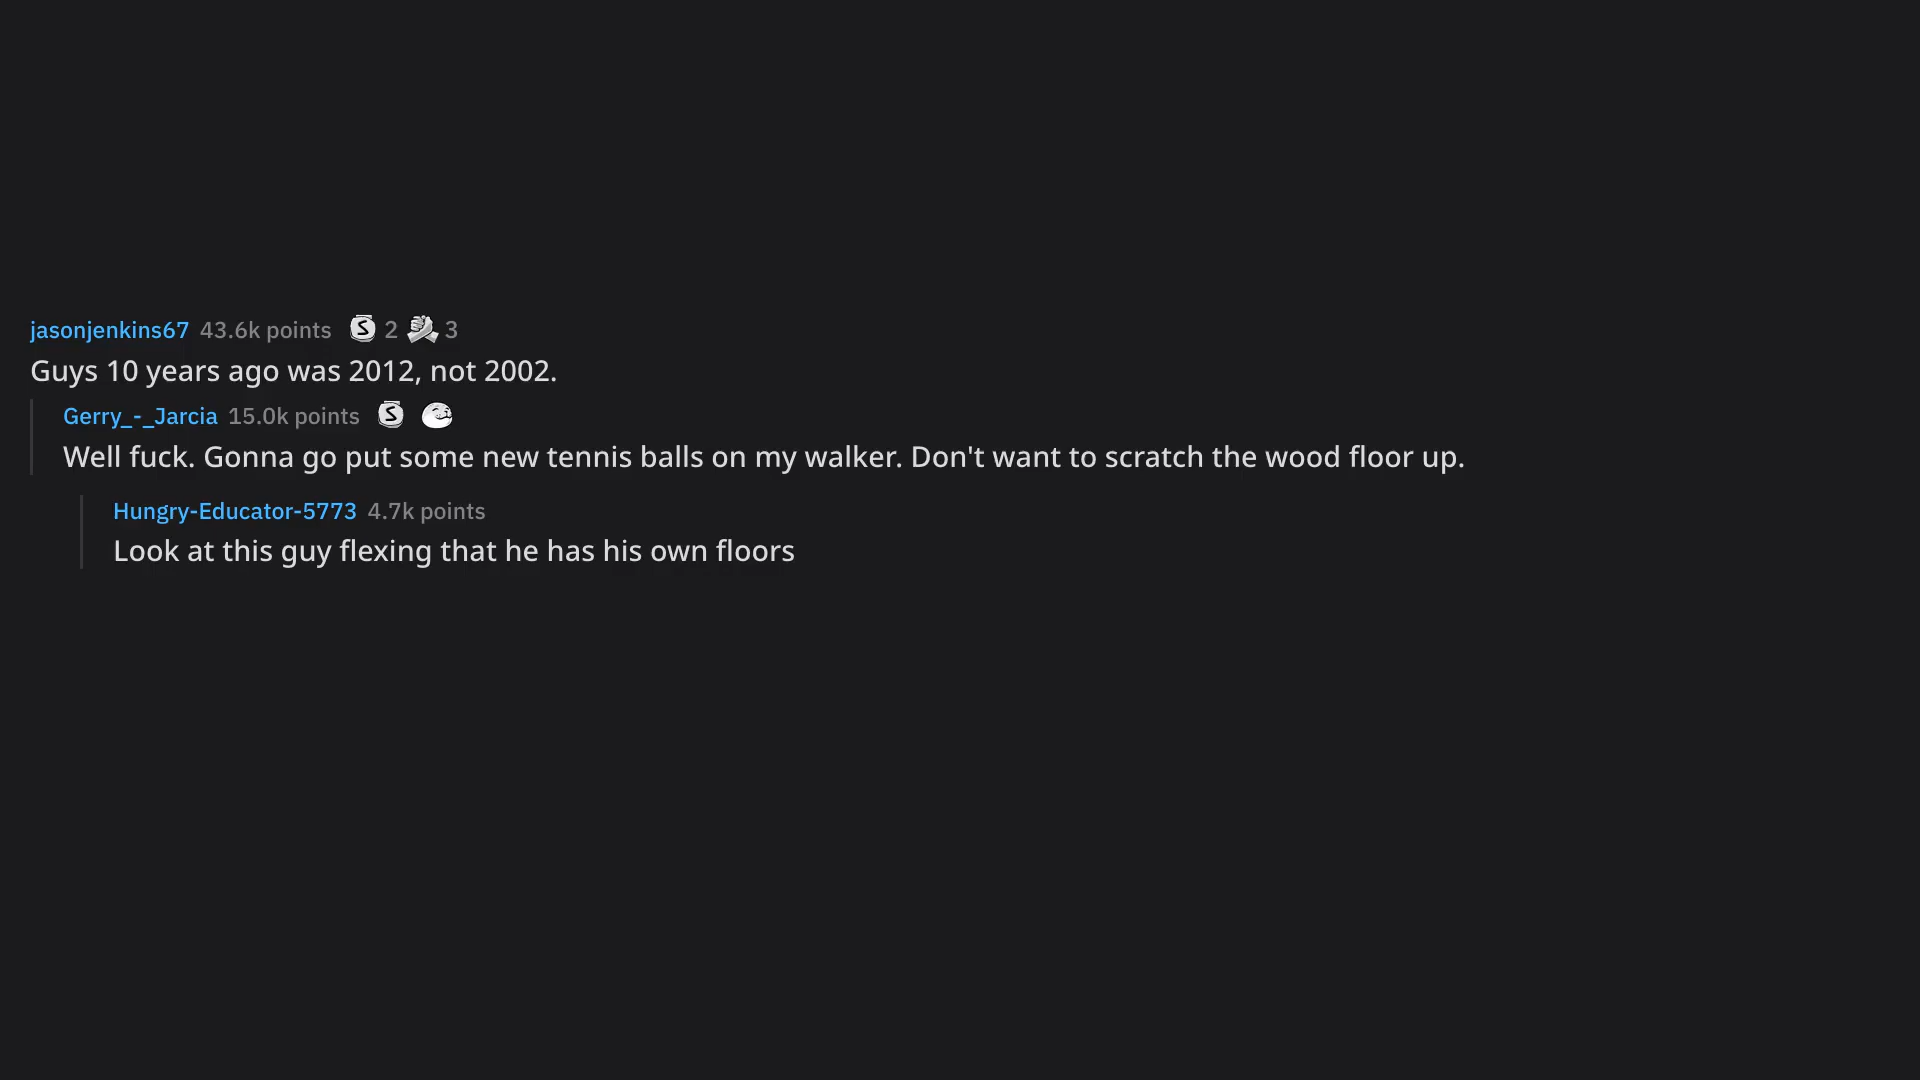 jasonjenkins67 43.6k points S 2 3
Guys 10 years ago was 2012, not 2002.
Gerry_-_Jarcia 15.0k points S
Well fuck. Gonna go put some new tennis balls on my walker. Don't want to scratch the wood floor up.
Hungry-Educator-5773 4.7k points
Look at this guy flexing that he has his own floors